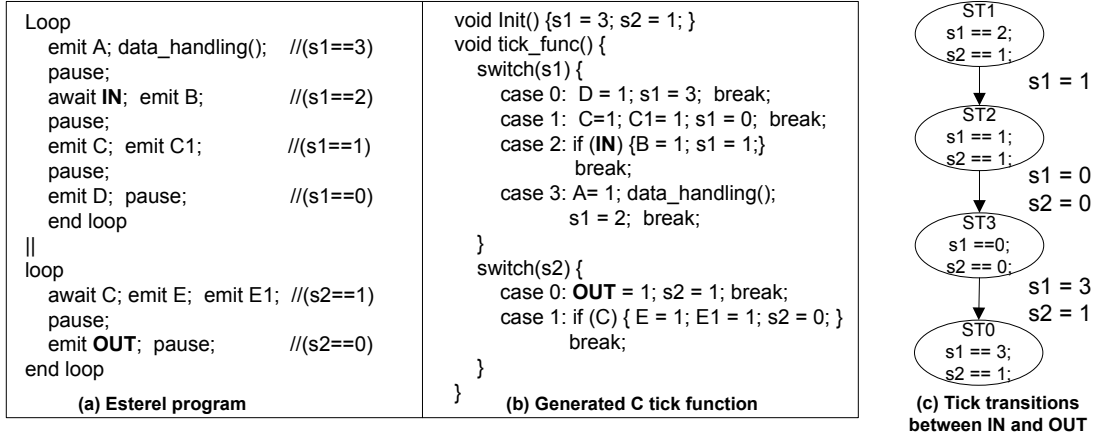 Loop
emit A; data_handling(); //(s1==3)
pause;
await IN; emit B; //(s1==2)
pause;
emit C; emit C1; //(s1==1)
pause;
emit D; pause; //(s1==0)
end loop
||
loop
await C; emit E; emit E1; //(s2==1)
pause;
emit OUT; pause; //(s2==0)
end loop
(a) Esterel program
void Init() {s1 = 3; s2 = 1; }
void tick_func() {
switch(s1) {
case 0: D = 1; s1 = 3; break;
case 1: C=1; C1= 1; s1 = 0; break;
case 2: if (IN) {B = 1; s1 = 1;}
break;
case 3: A= 1; data_handling();
s1 = 2; break;
}
switch(s2) {
case 0: OUT = 1; s2 = 1; break;
case 1: if (C) { E = 1; E1 = 1; s2 = 0; }
break;
}
}
(b) Generated C tick function
ST1
s1 == 2;
s2 == 1;
s1 = 1
ST2
s1 == 1;
s2 == 1;
s1 = 0
s2 = 0
ST3
s1 ==0;
s2 == 0;
s1 = 3
s2 = 1
ST0
s1 == 3;
s2 == 1;
(c) Tick transitions
between IN and OUT